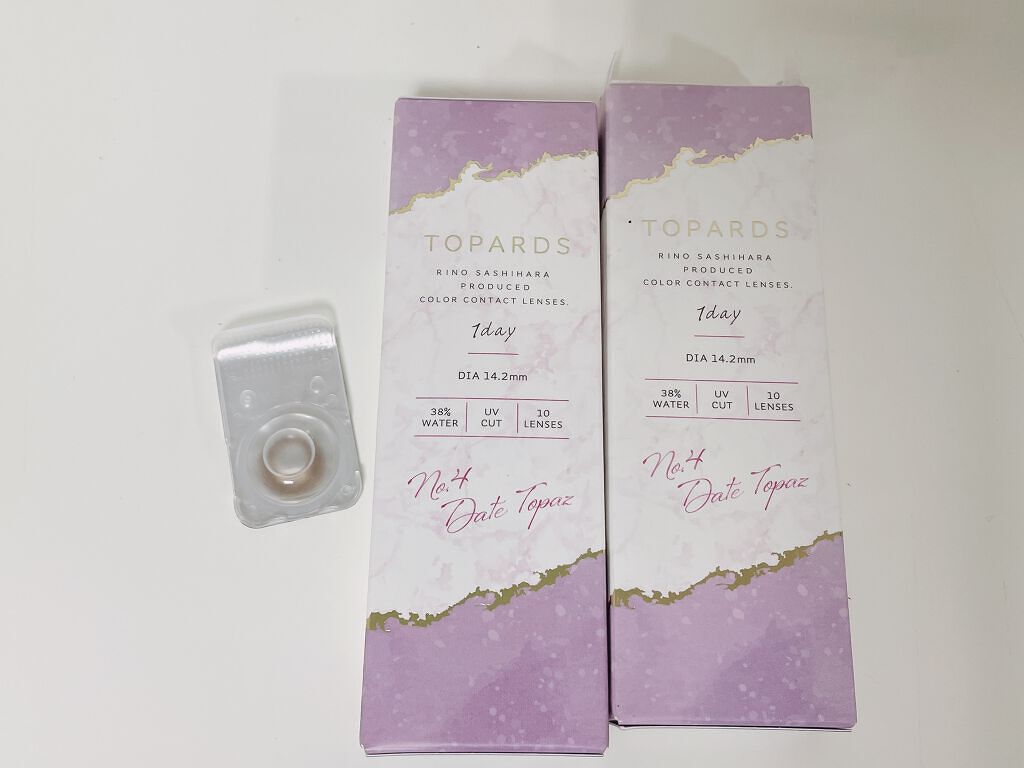 TOPARDS
RINO SASHIHARA
PRODUCED
COLOR CONTACT LENSES.
1day
DIA 14.2mm
38% WATER
UV CUT
10 LENSES
No.4
Date Topaz
TOPARDS
RINO SASHIHARA
PRODUCED
COLOR CONTACT LENSES.
1day
DIA 14.2mm
38% WATER
UV CUT
10 LENSES
No.4
Date Topaz